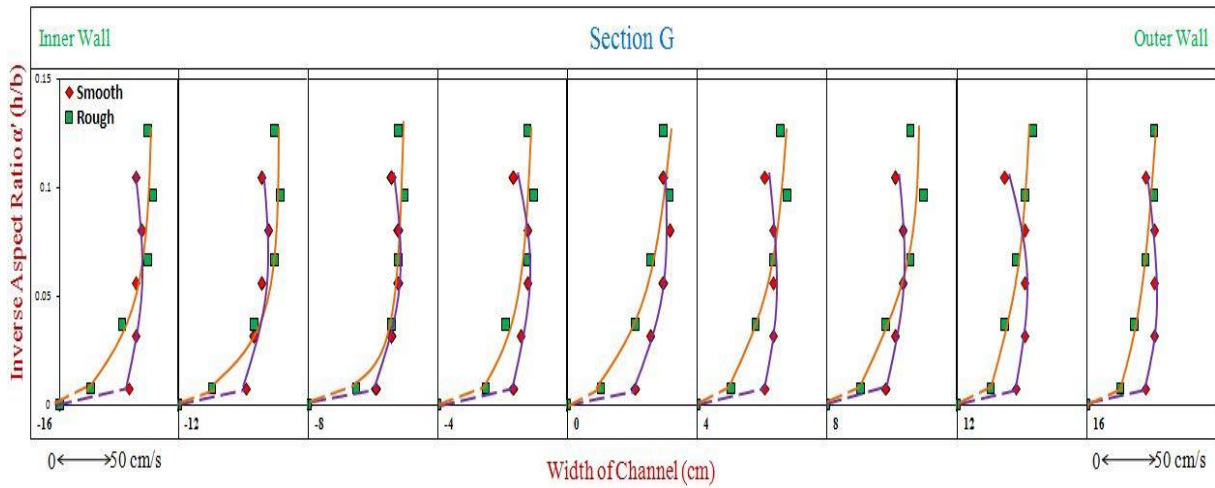 Inner Wall
Section G
Outer Wall
Inverse Aspect Ratio α' (h/b)
0.15
0.1
0.05
0
Smooth
Rough
-16
-12
-8
-4
0
4
8
12
16
0
50 cm/s
Width of Channel (cm)
0
50 cm/s